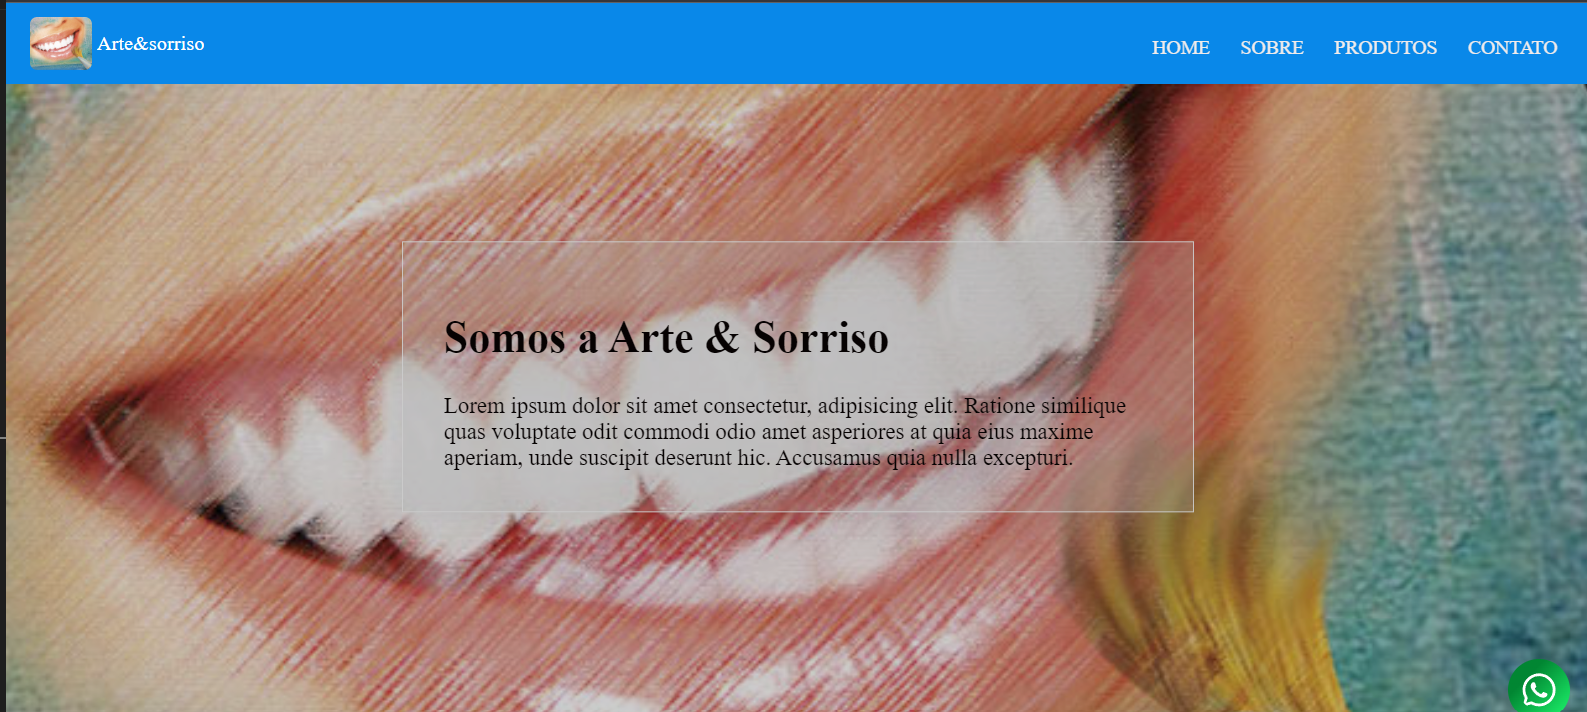 Arte&sorriso
HOME SOBRE PRODUTOS CONTATO
Somos a Arte & Sorriso
Lorem ipsum dolor sit amet consectetur, adipisicing elit. Ratione similique
quas voluptate odit commodi odio amet asperiores at quia eius maxime
aperiam, unde suscipit deserunt hic. Accusamus quia nulla excepturi.